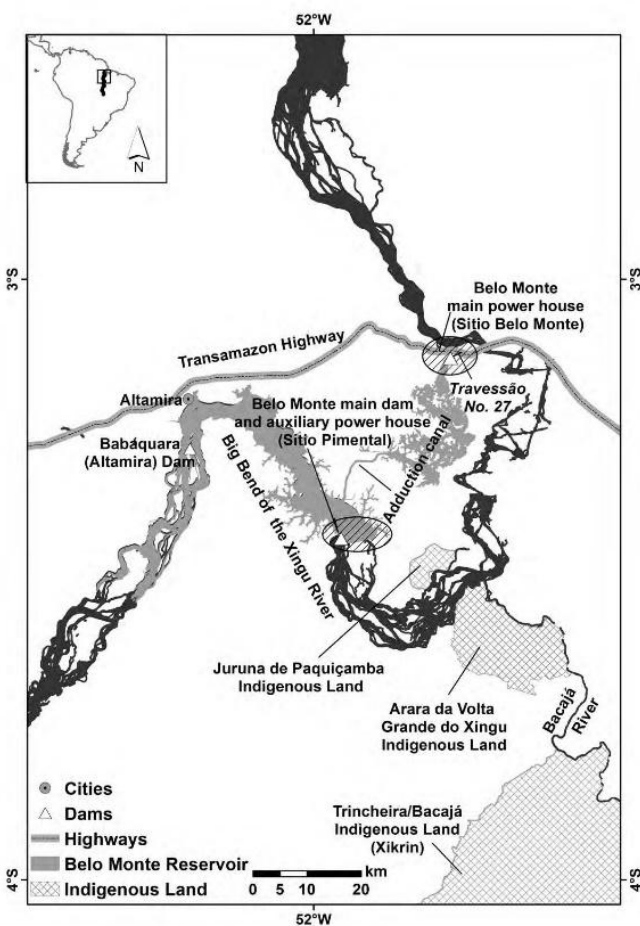 52°W
N
3°S
3°S
Belo Monte
main power house
(Sitio Belo Monte)
Transamazon Highway
Travessão
No. 27
Altamira
Belo Monte main dam
and auxiliary power house
(Sitio Pimental)
Babaquara
(Altamira) Dam
Adduction canal
Big Bend of the Xingu River
Juruna de Paquiçamba
Indigenous Land
Arara da Volta
Grande do Xingu
Indigenous Land
Bacajá
River
Trincheira/Bacajá
Indigenous Land
(Xikrin)
Cities
Dams
Highways
Belo Monte Reservoir
Indigenous Land
km
0 5 10 20
4°S
4°S
52°W